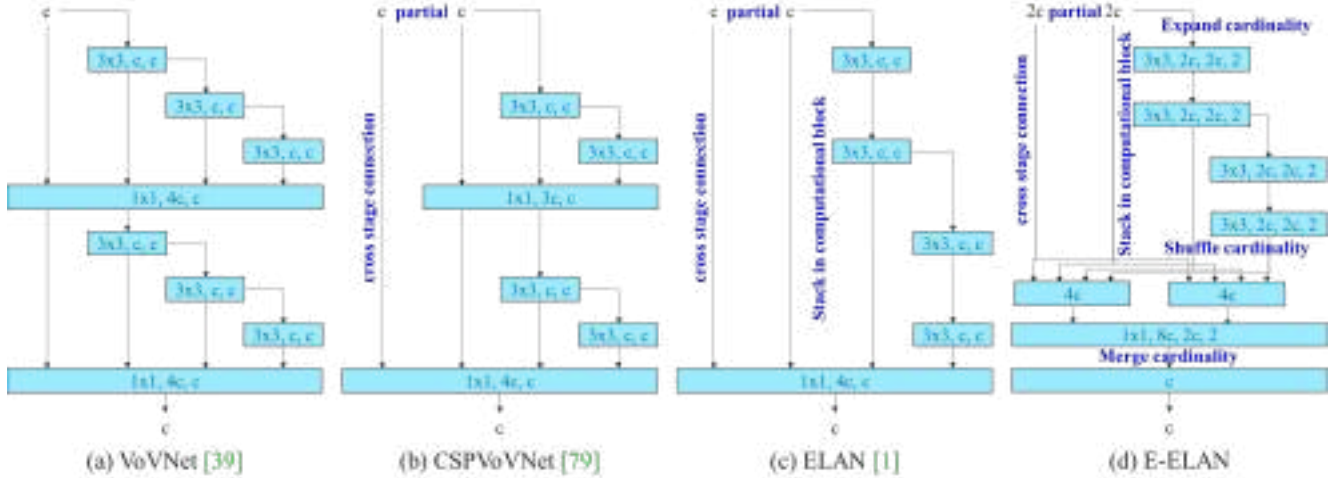 c
3x3, c, c
3x3, c, c
3x3, c, c
1x1, 4c, c
3x3, c, c
3x3, c, c
3x3, c, c
1x1, 4c, c
c
(a) VoVNet [39]
c partial c
cross stage connection
3x3, c, c
3x3, c, c
1x1, 3c, c
3x3, c, c
3x3, c, c
1x1, 4c, c
c
(b) CSPVoVNet [79]
c partial c
cross stage connection
Stack in computational block
3x3, c, c
3x3, c, c
3x3, c, c
3x3, c, c
1x1, 4c, c
c
(c) ELAN [1]
2c partial 2c
cross stage connection
Stack in computational block
Expand cardinality
3x3, 2c, 2c, 2
3x3, 2c, 2c, 2
3x3, 2c, 2c, 2
3x3, 2c, 2c, 2
Shuffle cardinality
4c
4c
1x1, 8c, 2c, 2
Merge cardinality
c
c
(d) E-ELAN